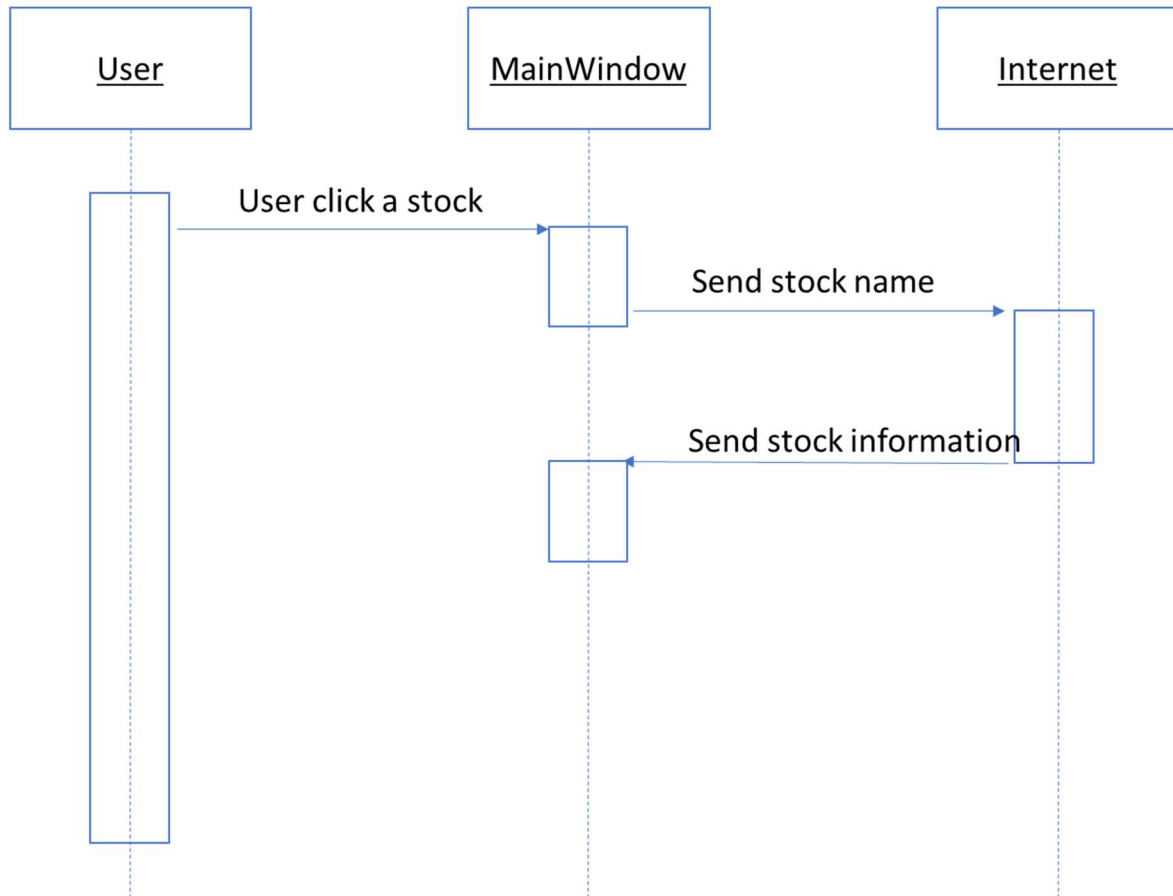 User
MainWindow
Internet
User click a stock
Send stock name
Send stock information